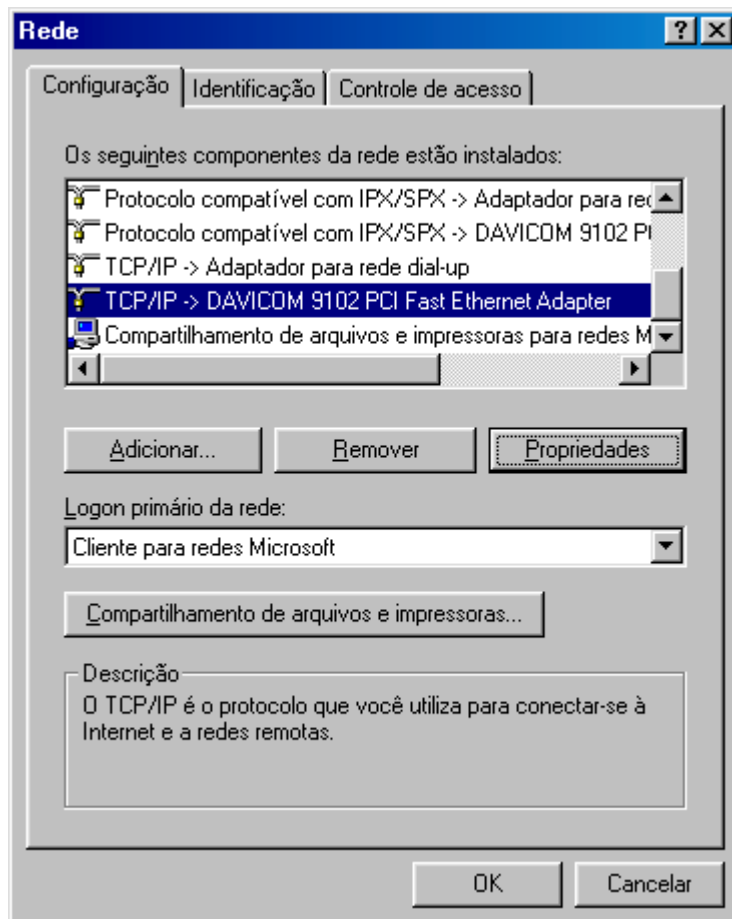 Rede
Configuração Identificação Controle de acesso
Os seguintes componentes da rede estão instalados:
Protocolo compatível com IPX/SPX -> Adaptador para
Protocolo compatível com IPX/SPX -> DAVICOM 9102
TCP/IP -> Adaptador para rede dial-up
TCP/IP -> DAVICOM 9102 PCI Fast Ethernet Adapter
Compartilhamento de arquivos e impressoras para redes M
Adicionar... Remover Propriedades
Logon primário da rede:
Cliente para redes Microsoft
Compartilhamento de arquivos e impressoras...
Descrição
O TCP/IP é o protocolo que você utiliza para conectar-se à
Internet e a redes remotas.
OK Cancelar